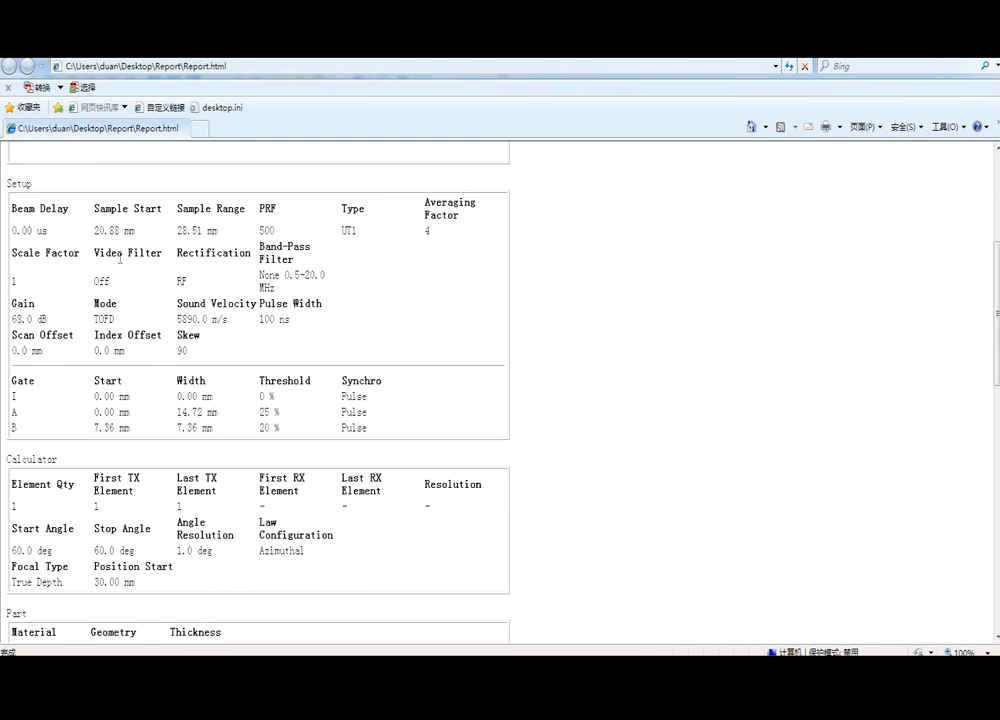 C:\Users\duan\Desktop\Report\Report.html
Bing
x 转换 选择
收藏夹 网页快讯库 自定义链接 desktop.ini
C:\Users\duan\Desktop\Report\Report.html 页面(P) 安全(S) 工具(O)
Setup
Beam Delay Sample Start Sample Range PRF Type Averaging Factor
0.00 us 20.88 mm 28.51 mm 500 UT1 4
Scale Factor Video Filter Rectification Band-Pass Filter
1 Off RF None 0.5-20.0 MHz
Gain Mode Sound Velocity Pulse Width
68.0 dB TOFD 5890.0 m/s 100 ns
Scan Offset Index Offset Skew
0.0 mm 0.0 mm 90
Gate Start Width Threshold Synchro
I 0.00 mm 0.00 mm 0 % Pulse
A 0.00 mm 14.72 mm 25 % Pulse
B 7.36 mm 7.36 mm 20 % Pulse
Calculator
Element Qty First TX Element Last TX Element First RX Element Last RX Element Resolution
1 1 1 - - -
Start Angle Stop Angle Angle Resolution Law Configuration
60.0 deg 60.0 deg 1.0 deg Azimuthal
Focal Type Position Start
True Depth 30.00 mm
Part
Material Geometry Thickness
完成 计算机 | 保护模式: 禁用 100%